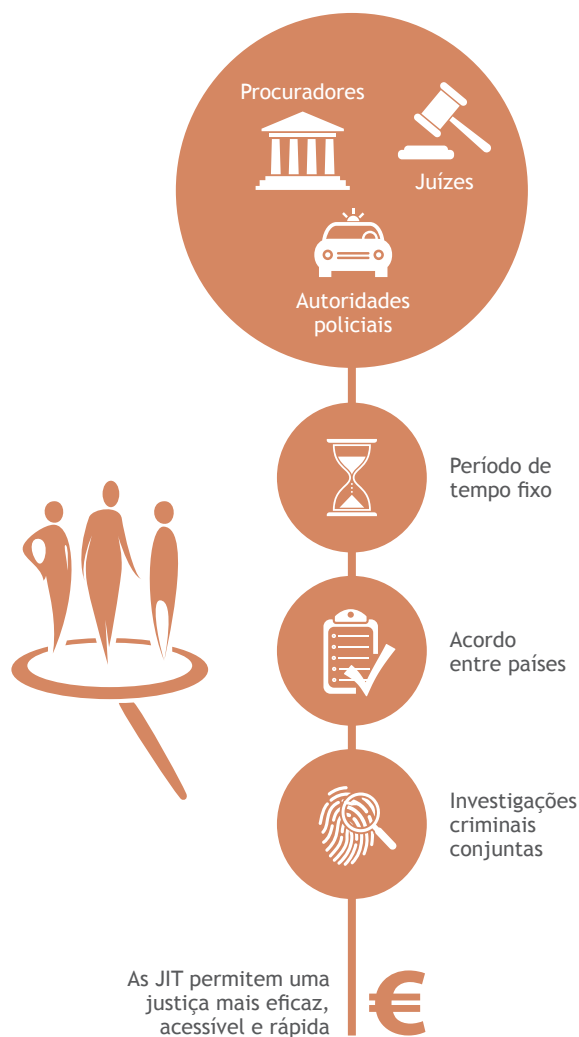 Procuradores
Juízes
Autoridades
policiais
Período de
tempo fixo
Acordo
entre países
Investigações
criminais
conjuntas
As JIT permitem uma
justiça mais eficaz,
acessível e rápida
€